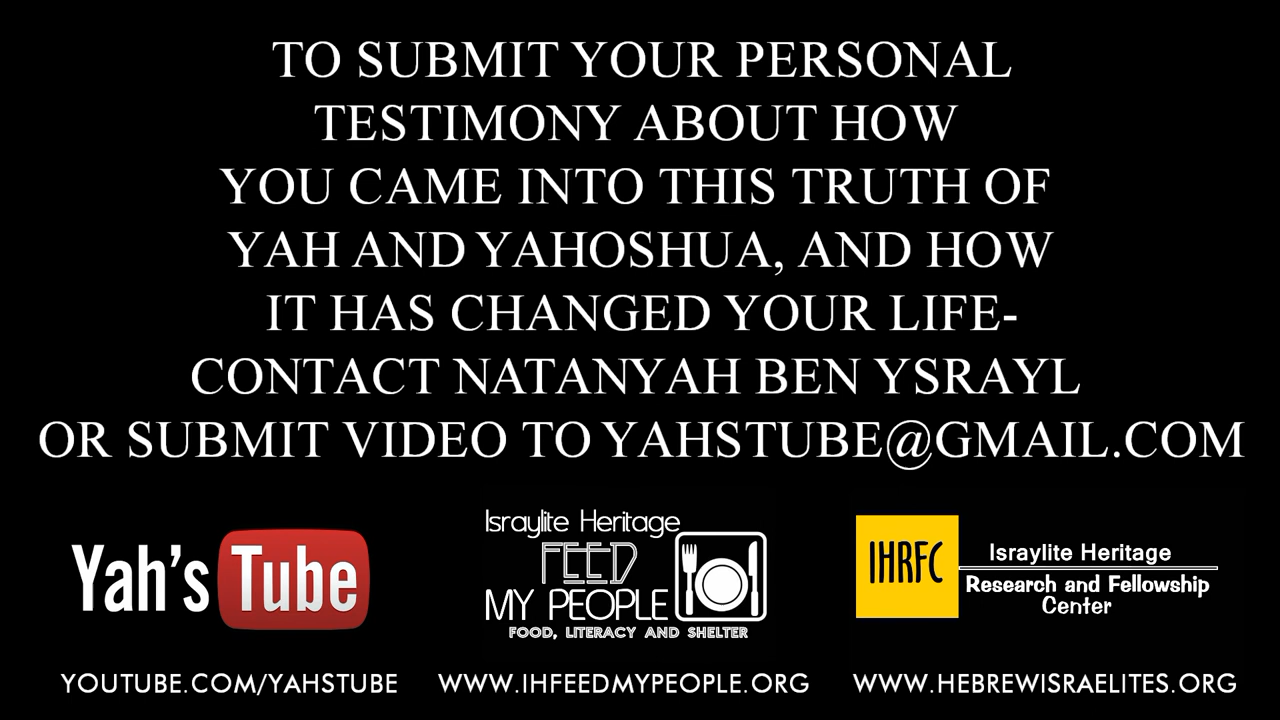 TO SUBMIT YOUR PERSONAL
TESTIMONY ABOUT HOW
YOU CAME INTO THIS TRUTH OF
YAH AND YAHOSHUA, AND HOW
IT HAS CHANGED YOUR LIFE-
CONTACT NATANYAH BEN YSRAYL
OR SUBMIT VIDEO TO YAHSTUBE@GMAIL.COM
Yah's Tube
Israylite Heritage
FEED
MY PEOPLE
FOOD, LITERACY AND SHELTER
IHRFC
Israylite Heritage
Research and Fellowship
Center
YOUTUBE.COM/YAHSTUBE
WWW.IHFEEDMYPEOPLE.ORG
WWW.HEBREWISRAELITES.ORG